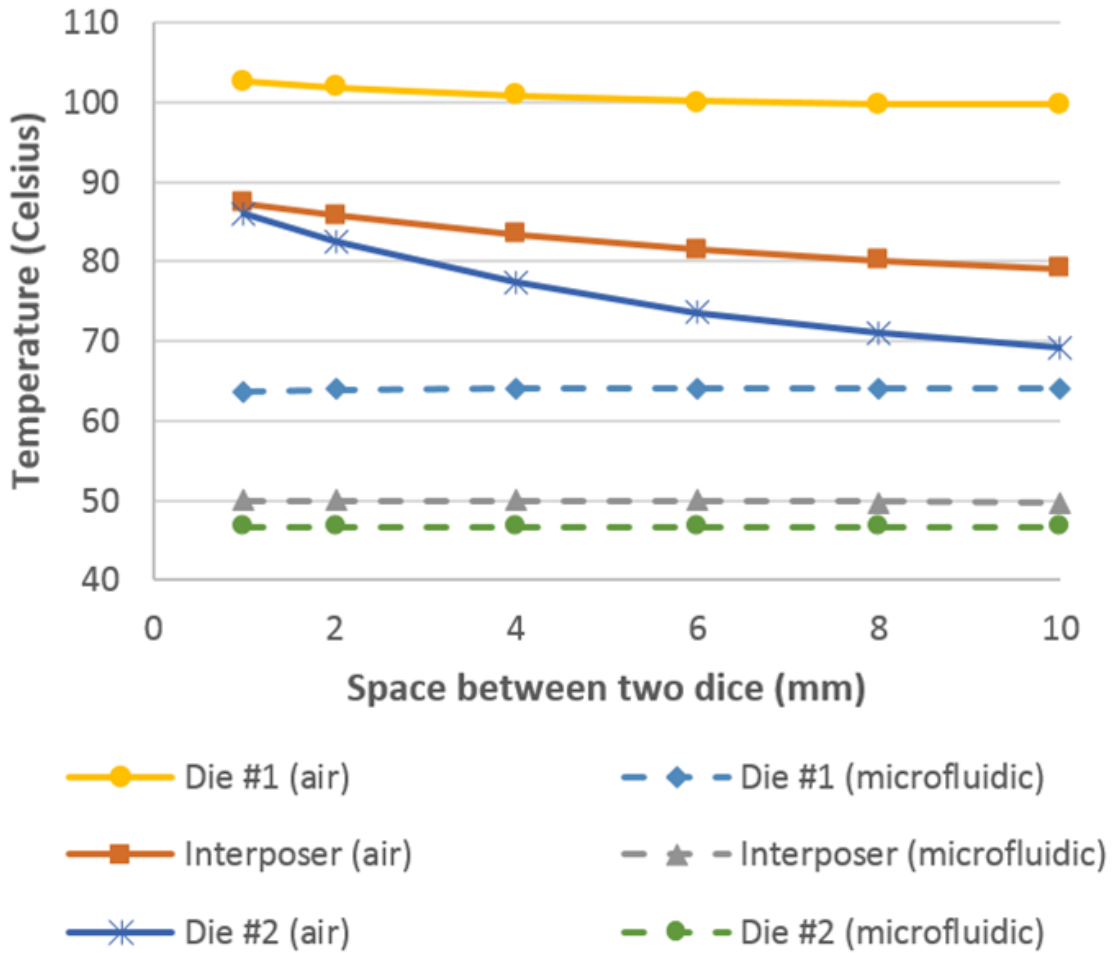 110
100
90
80
70
60
50
40
Temperature (Celsius)
0 2 4 6 8 10
Space between two dice (mm)
Die #1 (air) Die #1 (microfluidic)
Interposer (air) Interposer (microfluidic)
Die #2 (air) Die #2 (microfluidic)